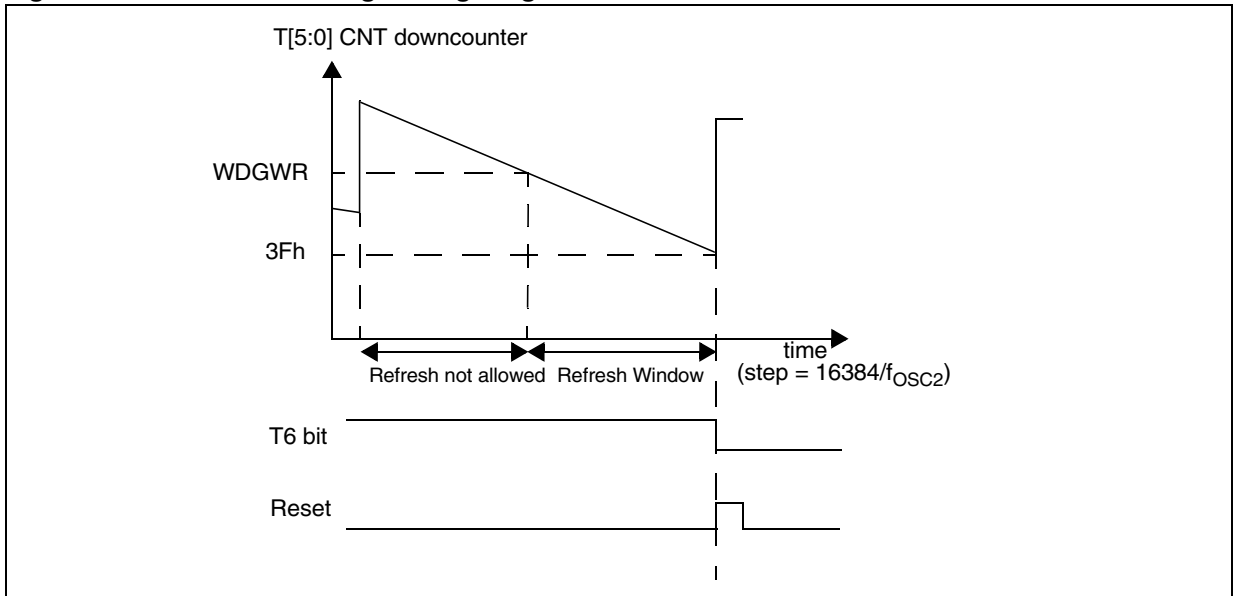 T[5:0] CNT downcounter
WDGWR
3Fh
time
Refresh not allowed Refresh Window (step = 16384/fOSC2)
T6 bit
Reset